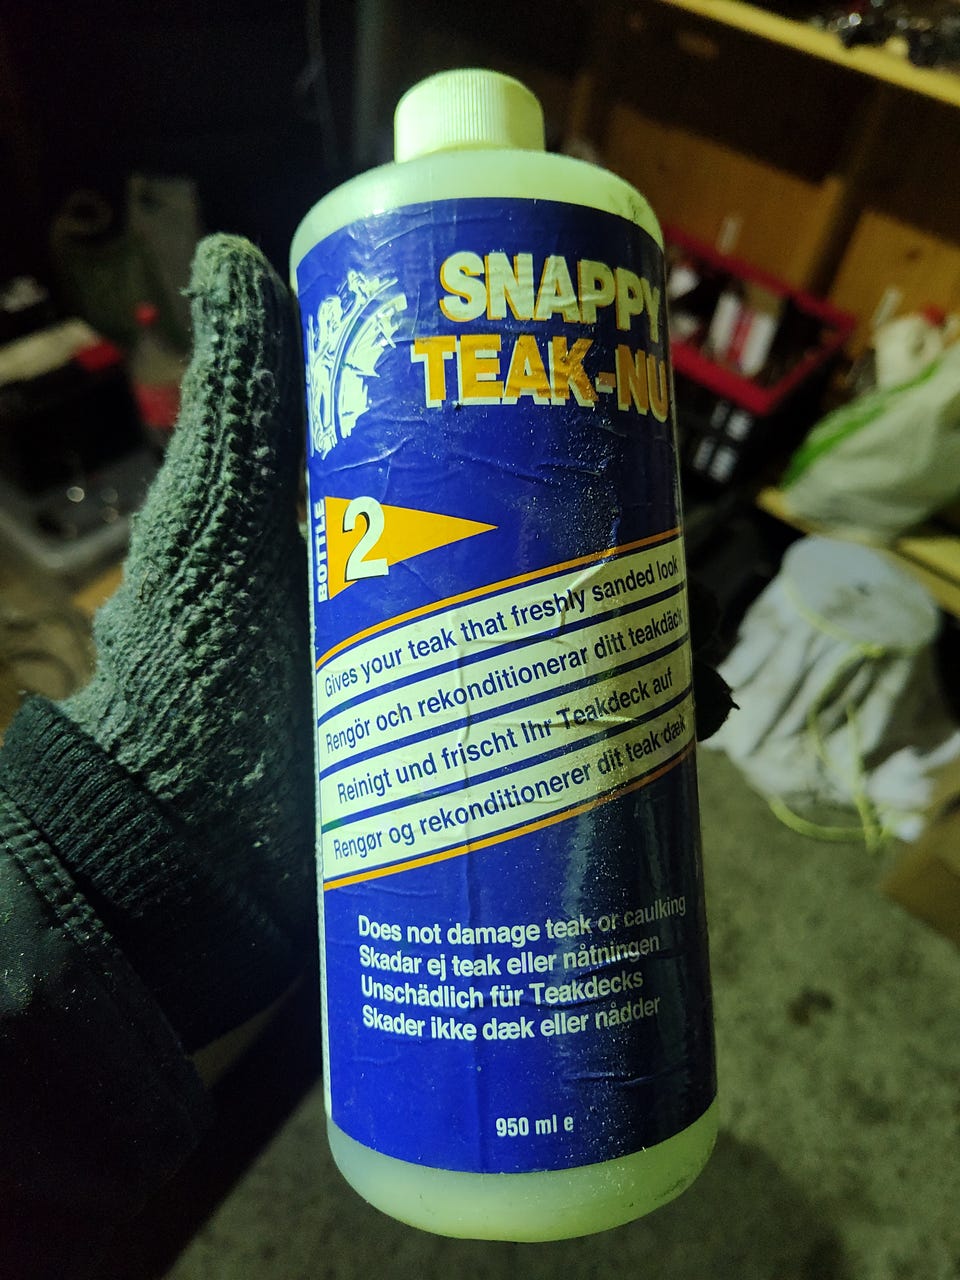 SNAPPY
TEAK-NU
BOTTLE
2
Gives your teak that freshly sanded look
Rengör och rekonditionerar ditt teakdäck
Reinigt und frischt Ihr Teakdeck auf
Rengør og rekonditionerer dit teak dæk
Does not damage teak or caulking
Skadar ej teak eller nåtningen
Unschädlich für Teakdecks
Skader ikke dæk eller nådder
950 ml e